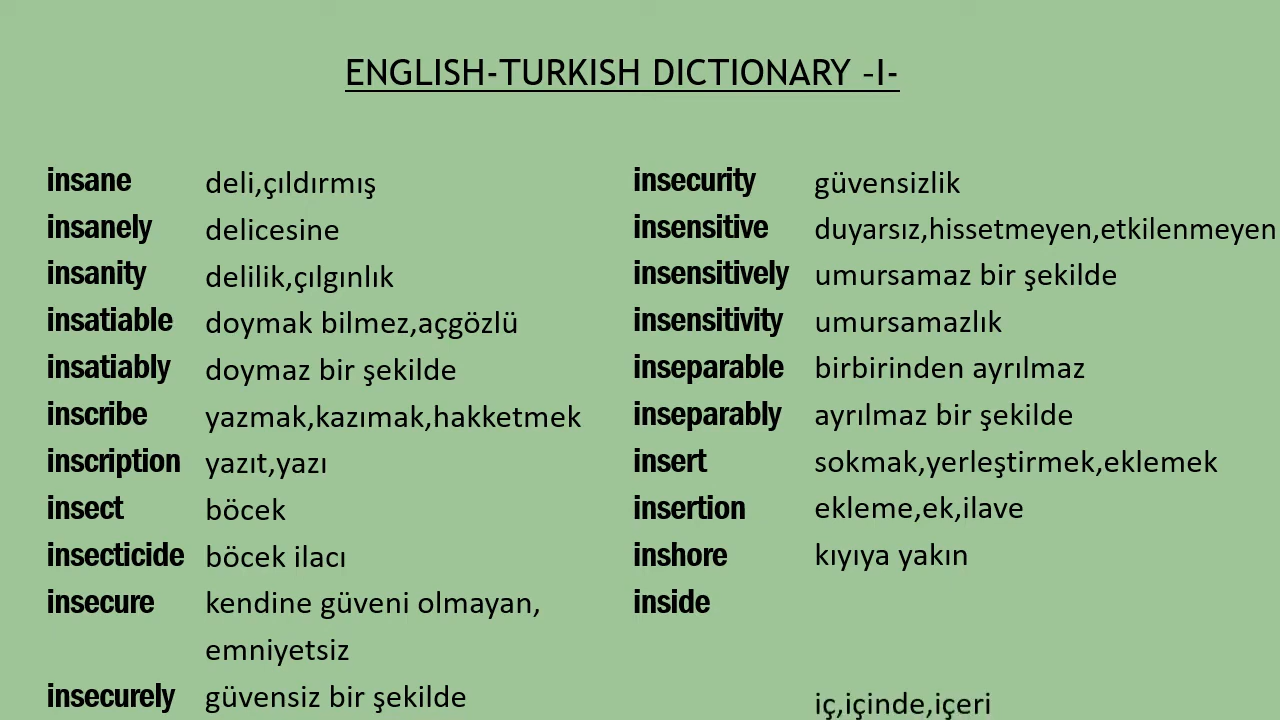 ENGLISH-TURKISH DICTIONARY –I-
insane deli,çıldırmış
insanely delicesine
insanity delilik,çılgınlık
insatiable doymak bilmez,açgözlü
insatiably doymaz bir şekilde
inscribe yazmak,kazımak,hakketmek
inscription yazıt,yazı
insect böcek
insecticide böcek ilacı
insecure kendine güveni olmayan,
emniyetsiz
insecurely güvensiz bir şekilde
insecurity güvensizlik
insensitive duyarsız,hissetmeyen,etkilenmeyen
insensitively umursamaz bir şekilde
insensitivity umursamazlık
inseparable birbirinden ayrılmaz
inseparably ayrılmaz bir şekilde
insert sokmak,yerleştirmek,eklemek
insertion ekleme,ek,ilave
inshore kıyıya yakın
inside
iç,içinde,içeri